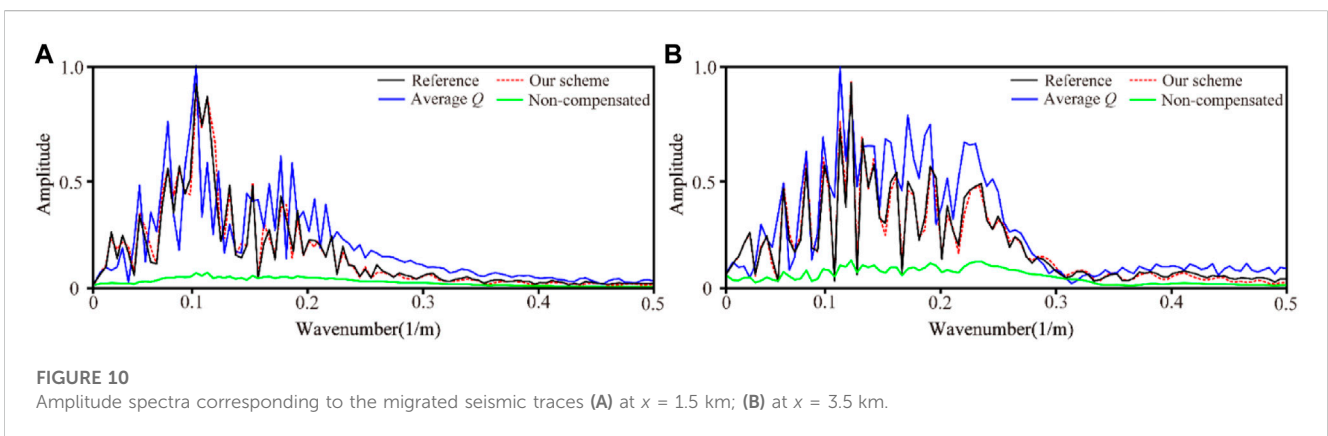 A
1.0
0.5
0
Amplitude
Reference
Our scheme
Average Q
Non-compensated
0 0.1 0.2 0.3 0.4 0.5
Wavenumber(1/m)
B
1.0
0.5
0
Amplitude
Reference
Our scheme
Average Q
Non-compensated
0 0.1 0.2 0.3 0.4 0.5
Wavenumber(1/m)
FIGURE 10
Amplitude spectra corresponding to the migrated seismic traces (A) at x = 1.5 km; (B) at x = 3.5 km.